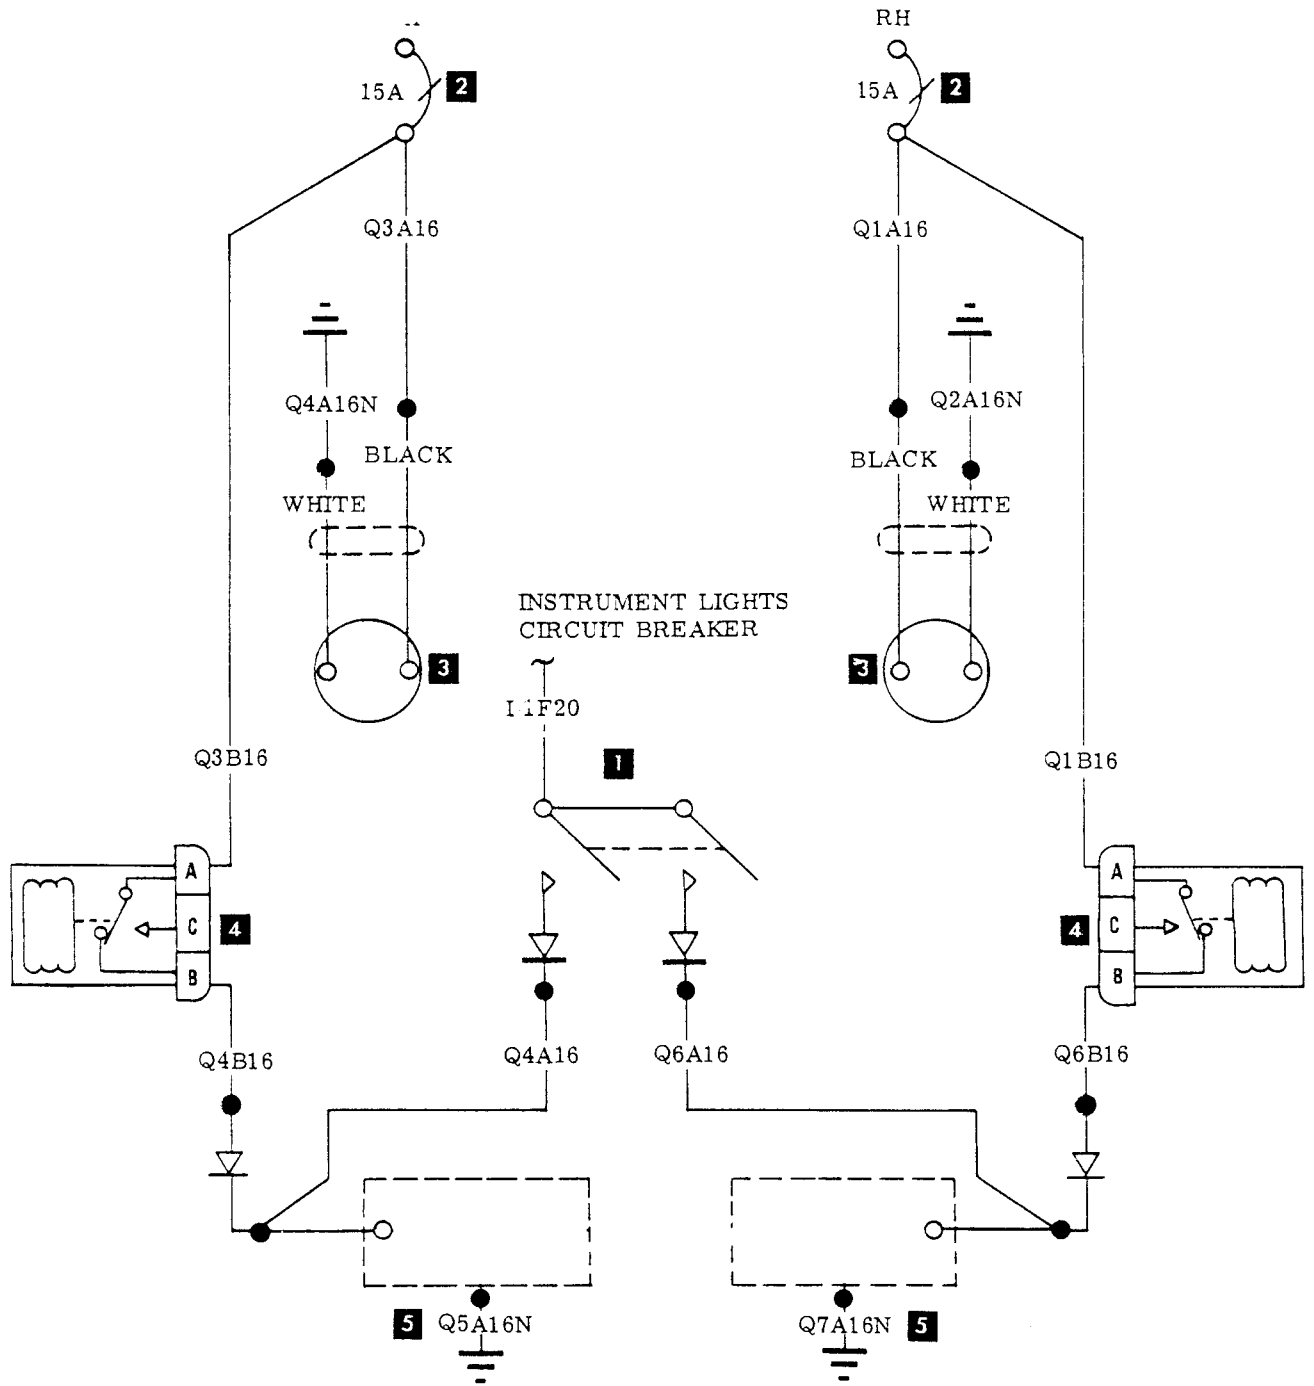 RH
15A 2
15A 2
Q3A16
Q1A16
Q4A16N
Q2A16N
BLACK
BLACK
WHITE
WHITE
INSTRUMENT LIGHTS
CIRCUIT BREAKER
3
3
1F20
Q3B16
1
Q1B16
A
C
B
4
4
A
C
B
Q4B16
Q4A16
Q6A16
Q6B16
5 Q5A16N
Q7A16N 5